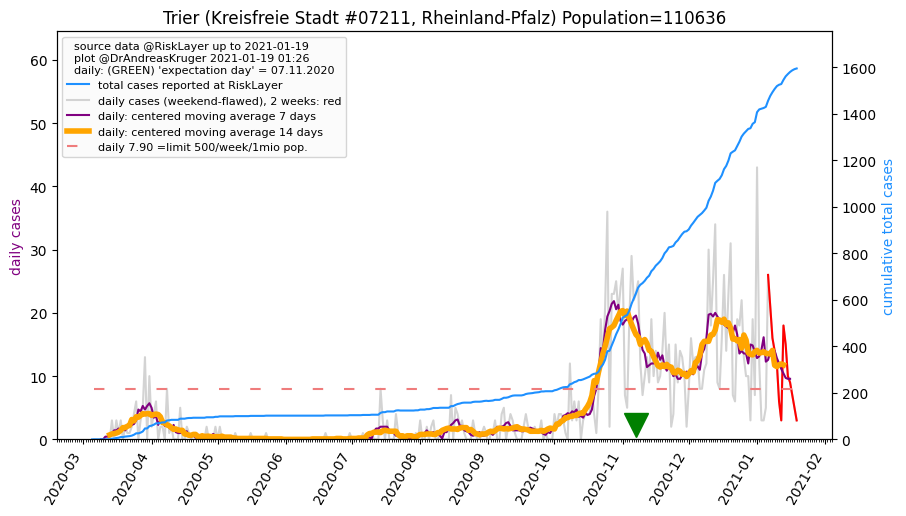 Trier (Kreisfreie Stadt #07211, Rheinland-Pfalz) Population=110636
source data @RiskLayer up to 2021-01-19
plot @DrAndreasKruger 2021-01-19 01:26
daily: (GREEN) 'expectation day' = 07.11.2020
total cases reported at RiskLayer
daily cases (weekend-flawed), 2 weeks: red
daily: centered moving average 7 days
daily: centered moving average 14 days
daily 7.90 =limit 500/week/1mio pop.
daily cases
60
50
40
30
20
10
0
cumulative total cases
1600
1400
1200
1000
800
600
400
200
0
2020-03
2020-04
2020-05
2020-06
2020-07
2020-08
2020-09
2020-10
2020-11
2020-12
2021-01
2021-02